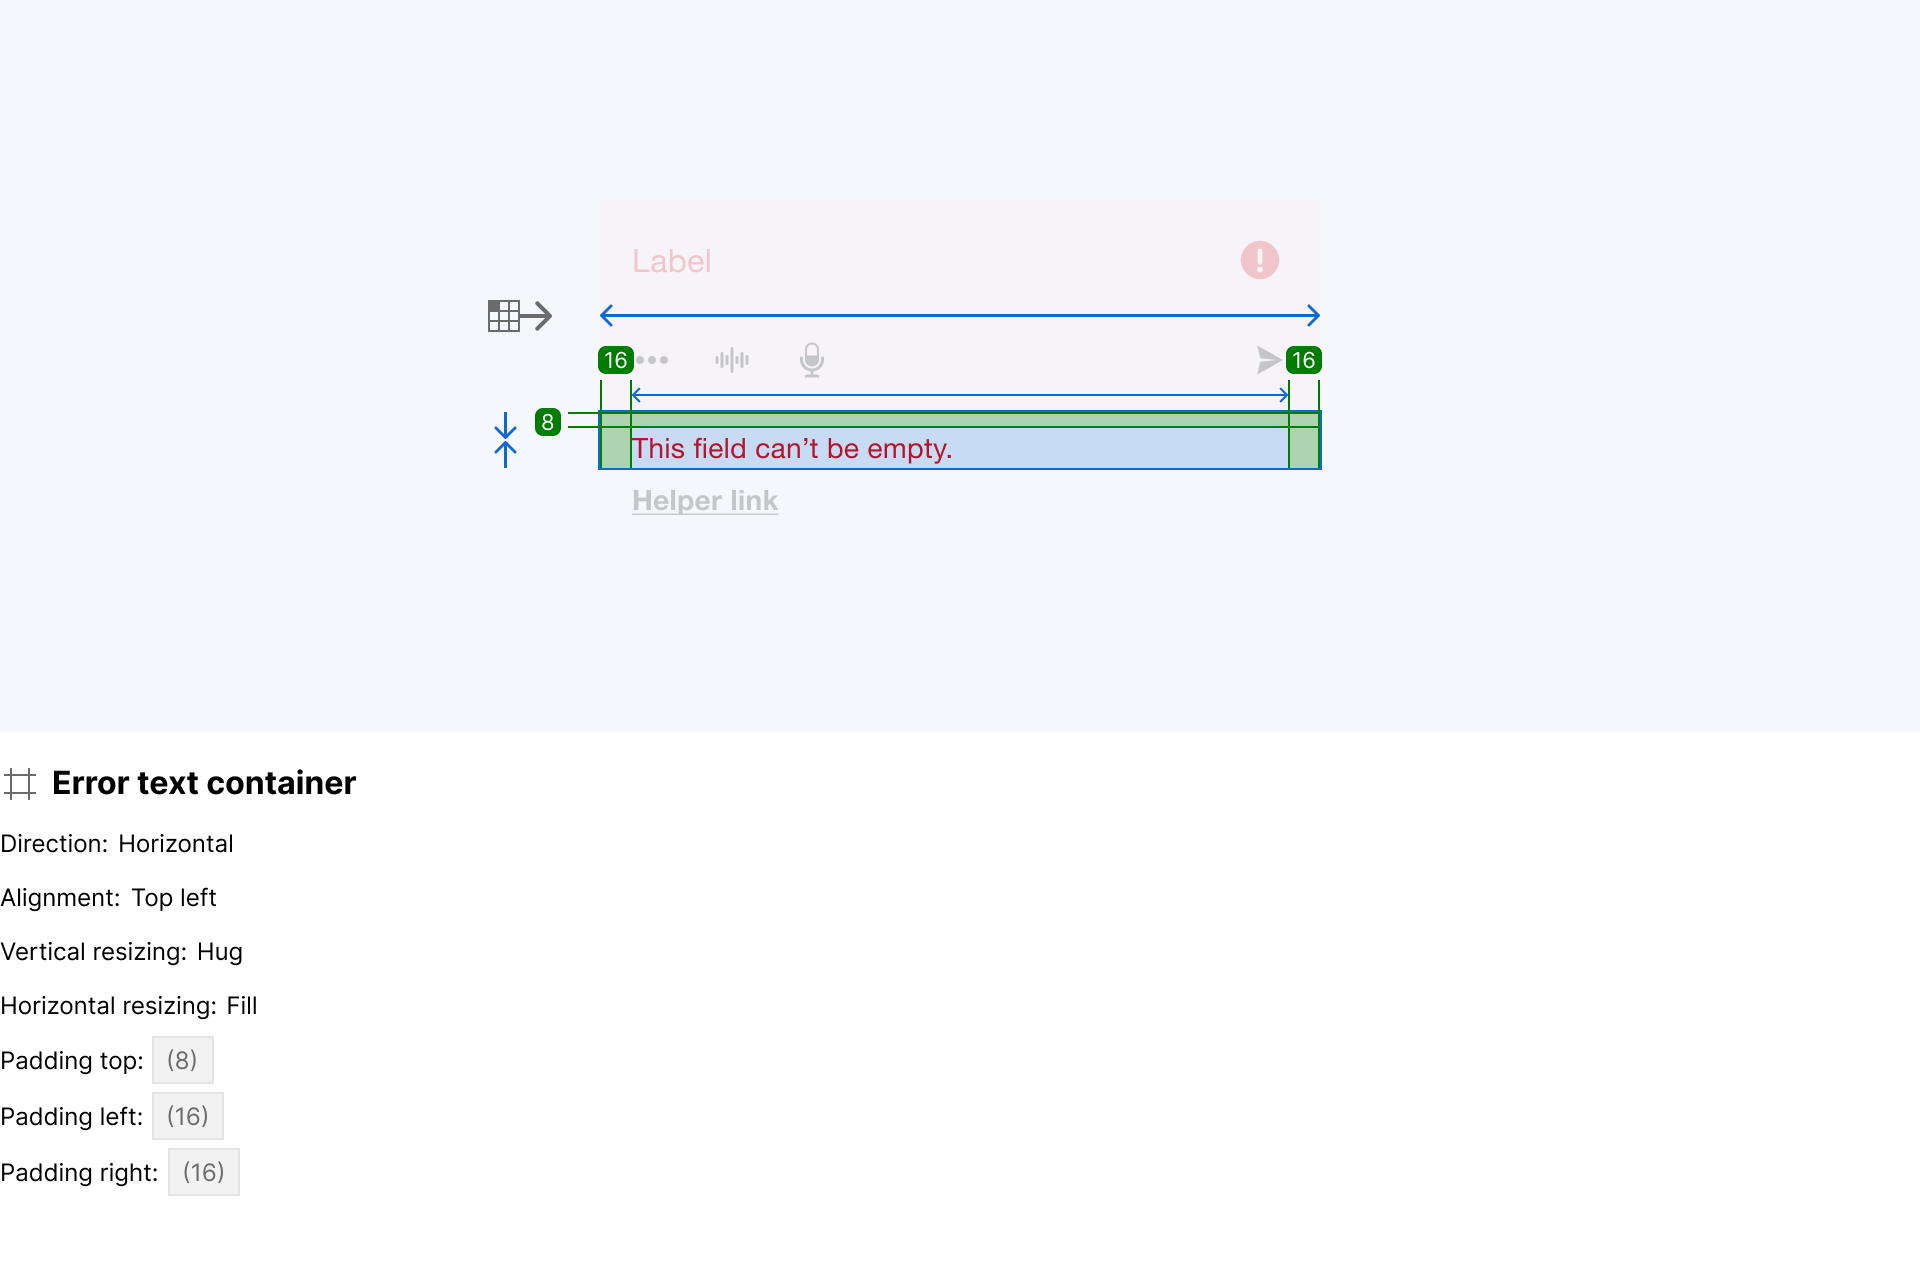 Label
16
16
8
This field can’t be empty.
Helper link
Error text container
Direction: Horizontal
Alignment: Top left
Vertical resizing: Hug
Horizontal resizing: Fill
Padding top: (8)
Padding left: (16)
Padding right: (16)